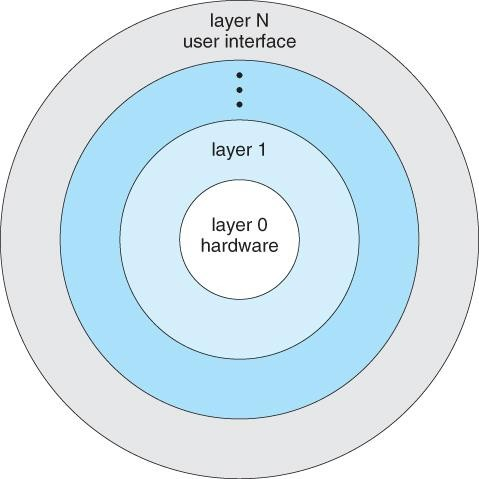 layer N
user interface
layer 1
layer 0
hardware